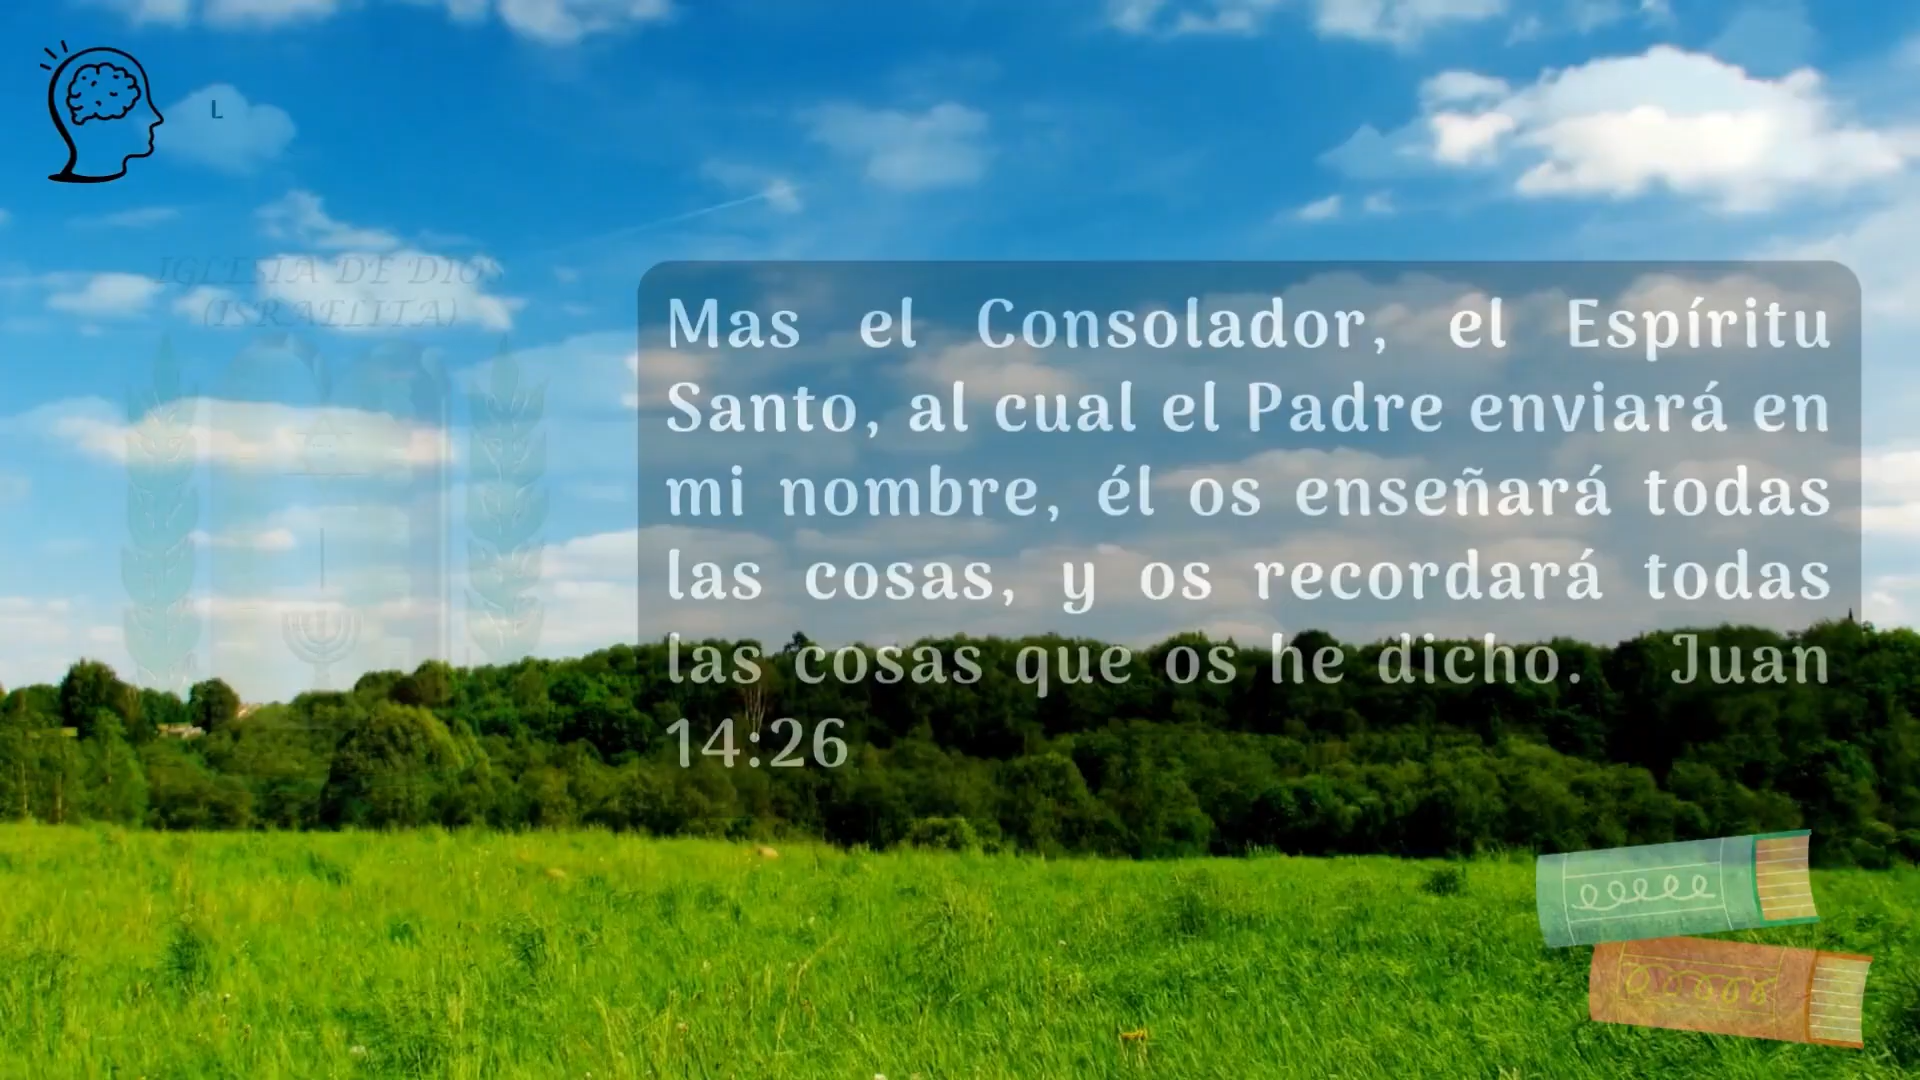 L
IGLESIA DE DIOS
(ISRAELITA)
Mas el Consolador, el Espíritu
Santo, al cual el Padre enviará en
mi nombre, él os enseñará todas
las cosas, y os recordará todas
las cosas que os he dicho. Juan
14:26